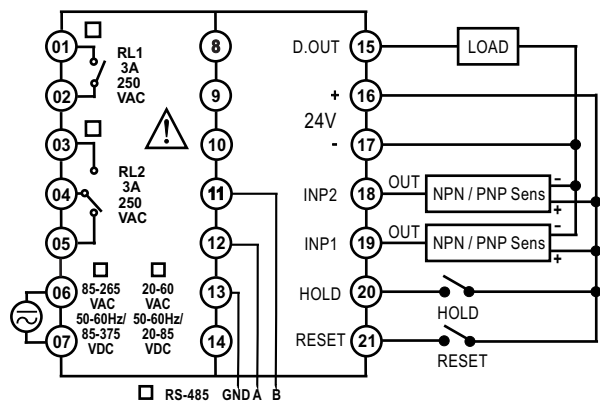 01
02
RL1
3A
250
VAC
03
04
05
RL2
3A
250
VAC
06
07
85-265
VAC
50-60Hz/
85-375
VDC
20-60
VAC
50-60Hz/
20-85
VDC
8
9
10
11
12
13
14
!
D.OUT 15 LOAD
+ 16
24V
- 17
INP2 18 OUT NPN / PNP Sens - +
INP1 19 OUT NPN / PNP Sens - +
HOLD 20 HOLD
RESET 21 RESET
RS-485 GND A B